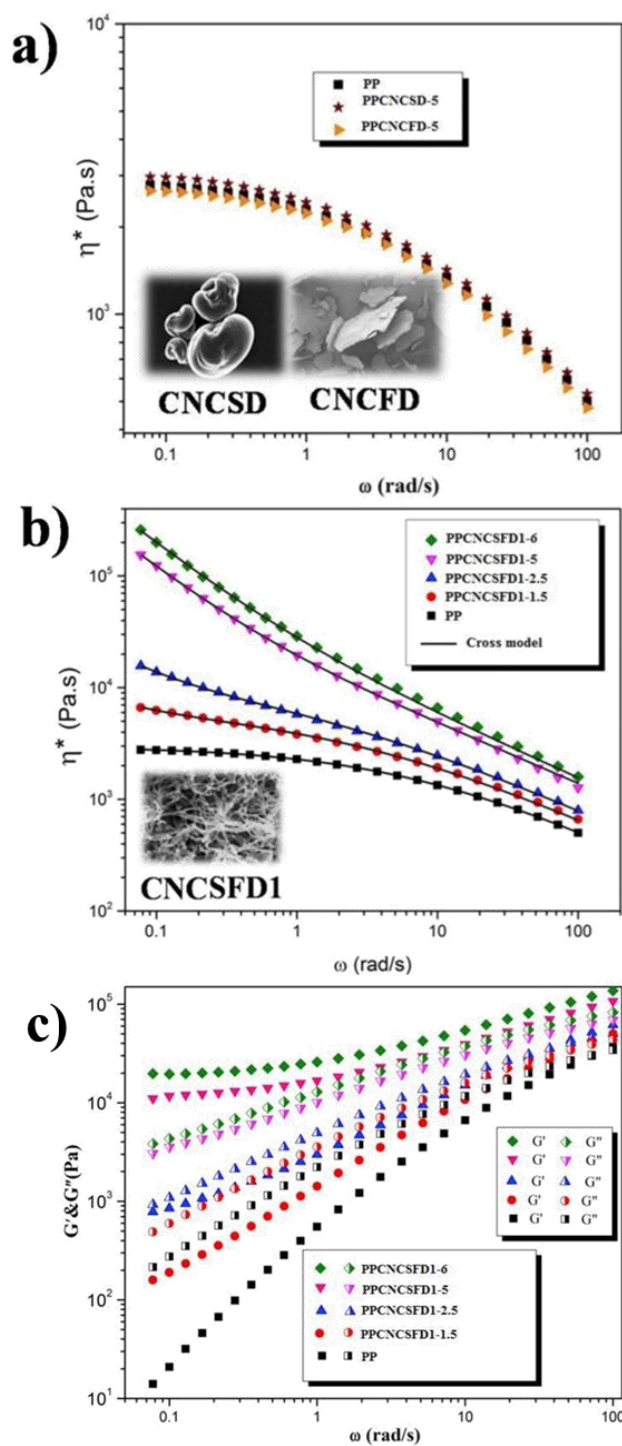 a)
10⁴
PP
PPCNCSD-5
PPCNCFD-5
η* (Pa.s)
10³
CNCSD CNCFD
0.1 1 10 100
ω (rad/s)
b)
PPCNCSFD1-6
PPCNCSFD1-5
PPCNCSFD1-2.5
PPCNCSFD1-1.5
PP
Cross model
10⁵
10⁴
η* (Pa.s)
10³
CNCSFD1
10²
0.1 1 10 100
ω (rad/s)
c)
10⁵
10⁴
G'&G"(Pa)
10³
G' G"
G' G"
G' G"
G' G"
G' G"
PPCNCSFD1-6
PPCNCSFD1-5
PPCNCSFD1-2.5
PPCNCSFD1-1.5
PP
10²
10¹
0.1 1 10 100
ω (rad/s)